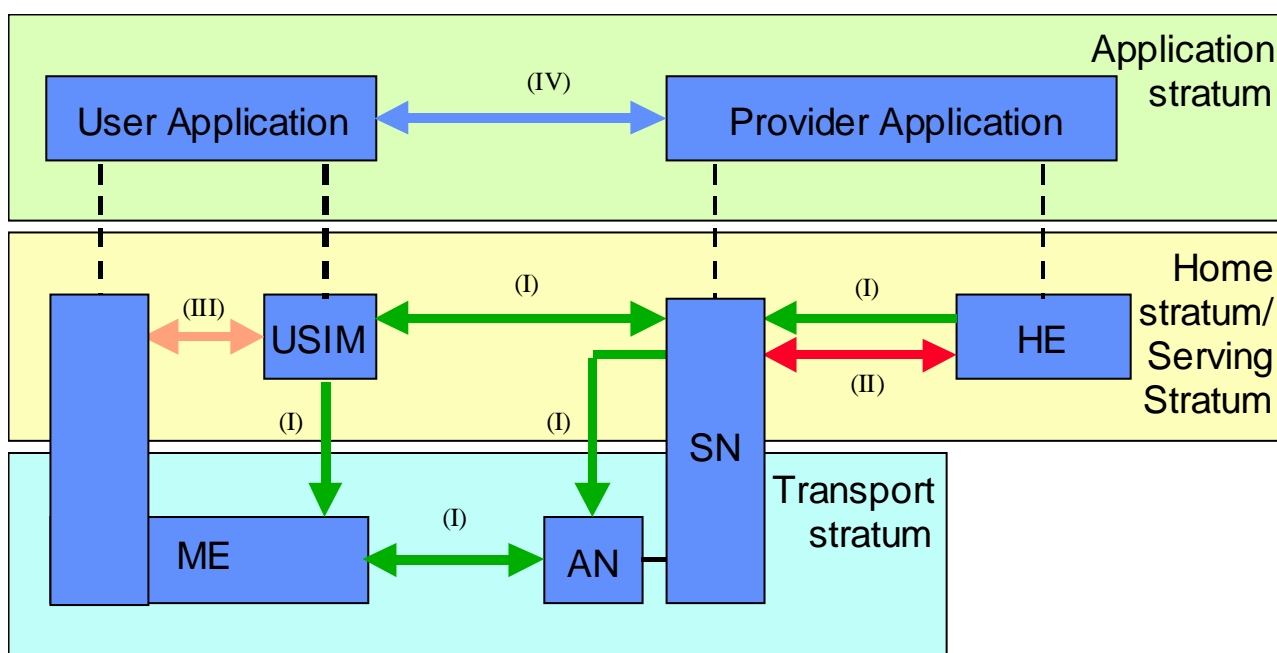 Application
stratum
(IV)
User Application
Provider Application
Home
stratum/
Serving
Stratum
(III)
USIM
(I)
(I)
HE
(II)
(I)
(I)
SN
Transport
stratum
(I)
ME
AN